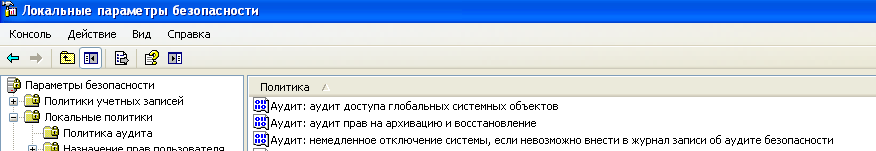 Локальные параметры безопасности
Консоль Действие Вид Справка
Параметры безопасности
Политики учетных записей
Локальные политики
Политика аудита
Назначение прав пользователя
Политика
Аудит: аудит доступа глобальных системных объектов
Аудит: аудит прав на архивацию и восстановление
Аудит: немедленное отключение системы, если невозможно внести в журнал записи об аудите безопасности